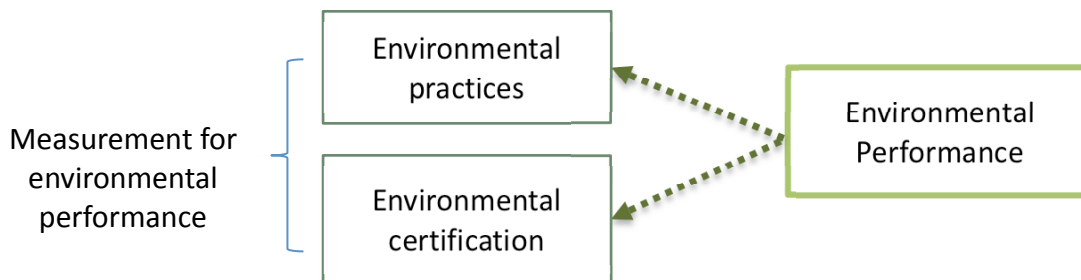 Measurement for
environmental
performance
Environmental
practices
Environmental
certification
Environmental
Performance